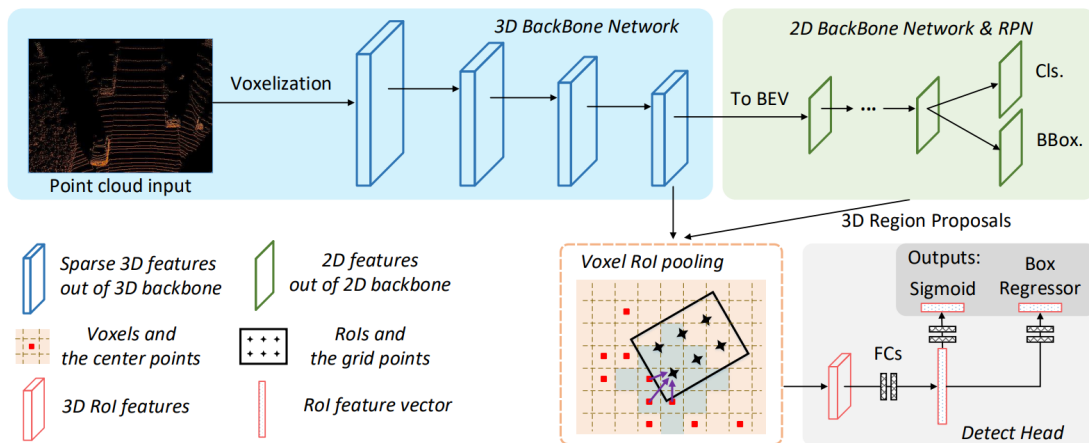 3D BackBone Network
2D BackBone Network & RPN
Voxelization
To BEV
...
Cls.
BBox.
Point cloud input
3D Region Proposals
Sparse 3D features
out of 3D backbone
2D features
out of 2D backbone
Voxels and
the center points
RoIs and
the grid points
3D RoI features
RoI feature vector
Voxel RoI pooling
Outputs:
Sigmoid
Box
Regressor
FCs
Detect Head